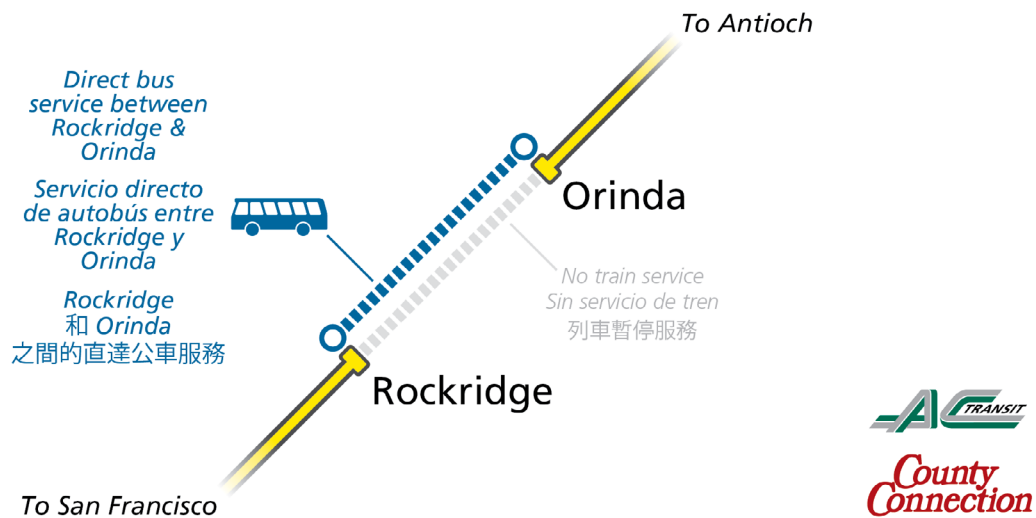 To Antioch
Direct bus
service between
Rockridge &
Orinda
Servicio directo
de autobús entre
Rockridge y
Orinda
Rockridge
和 Orinda
之間的直達公車服務
Orinda
No train service
Sin servicio de tren
列車暫停服務
Rockridge
To San Francisco
AC TRANSIT
County
Connection